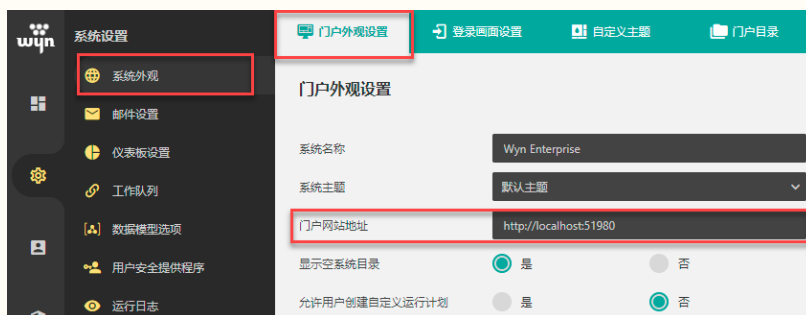 wyn
系统设置
系统外观
邮件设置
仪表板设置
工作队列
数据模型选项
用户安全提供程序
运行日志
门户外观设置
登录画面设置
自定义主题
门户目录
门户外观设置
系统名称
Wyn Enterprise
系统主题
默认主题
门户网站地址
http://localhost:51980
显示空系统目录
是
否
允许用户创建自定义运行计划
是
否